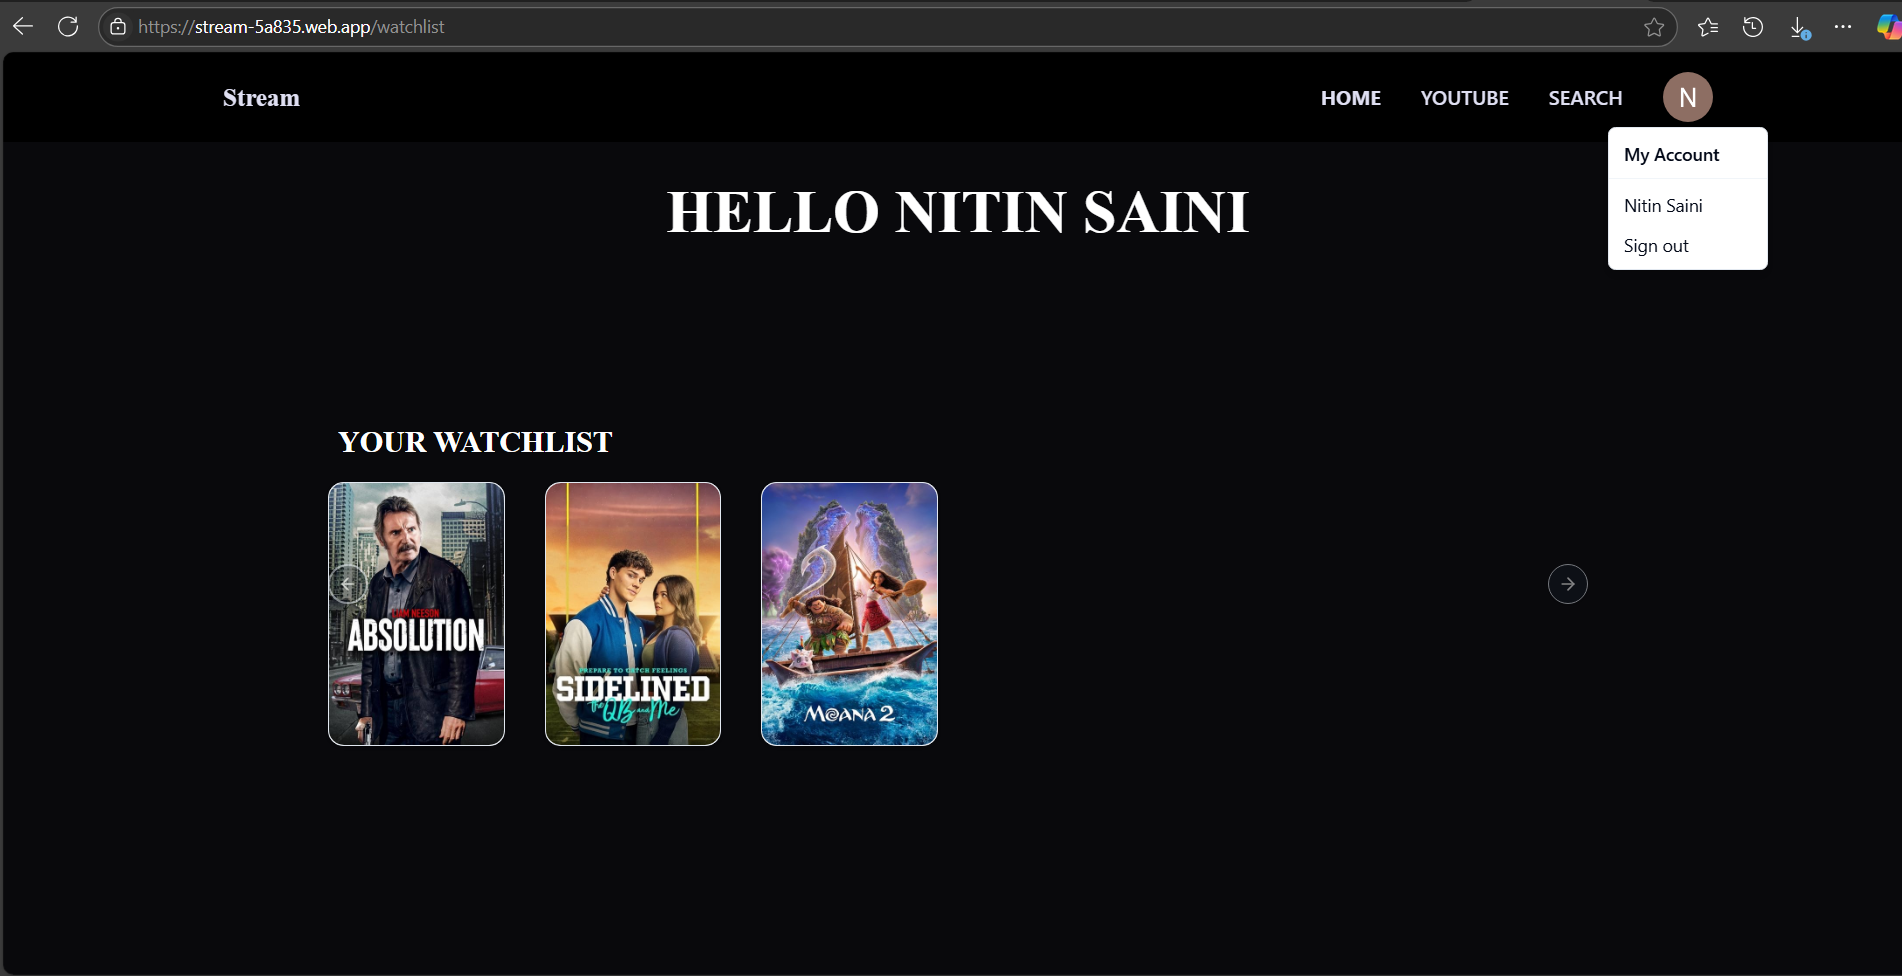 https://stream-5a835.web.app/watchlist
Stream
HOME
YOUTUBE
SEARCH
N
My Account
Nitin Saini
Sign out
HELLO NITIN SAINI
YOUR WATCHLIST
LIAM NEESON
ABSOLUTION
PREPARE TO CATCH FEELINGS
SIDELINED
the QB and Me
MOANA 2